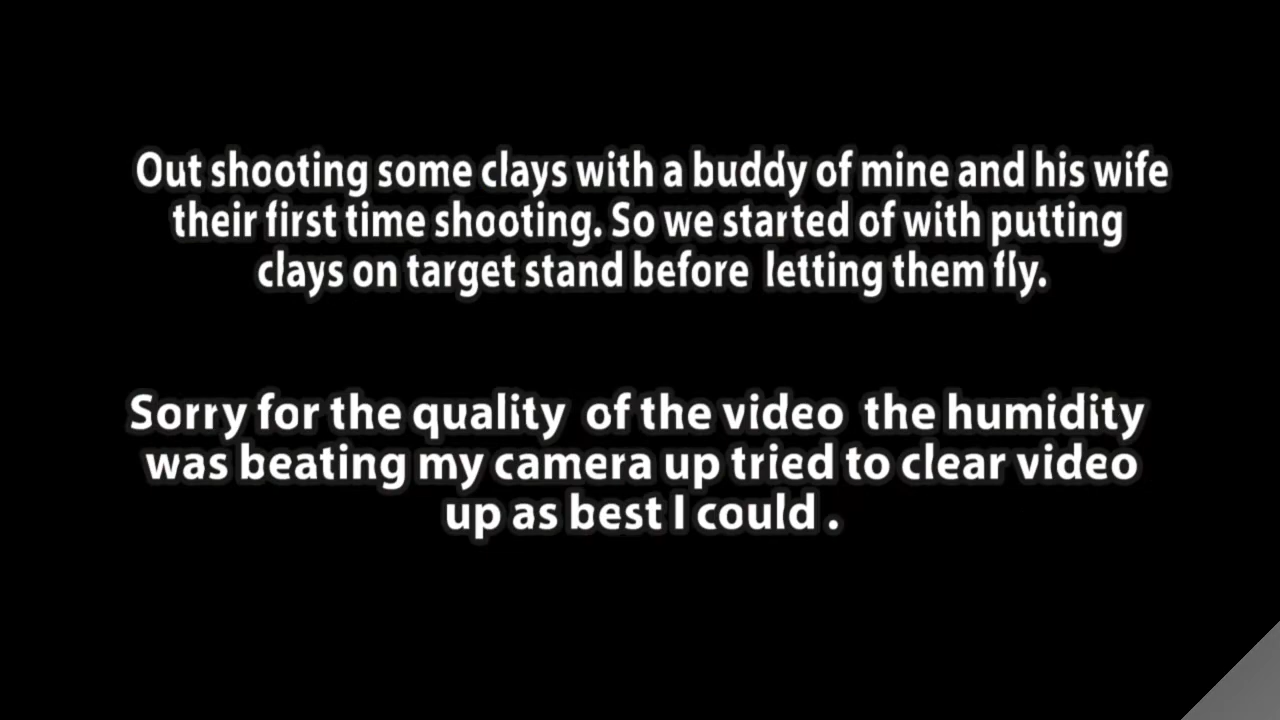 Out shooting some clays with a buddy of mine and his wife
their first time shooting. So we started of with putting
clays on target stand before letting them fly.
Sorry for the quality of the video the humidity
was beating my camera up tried to clear video
up as best I could .